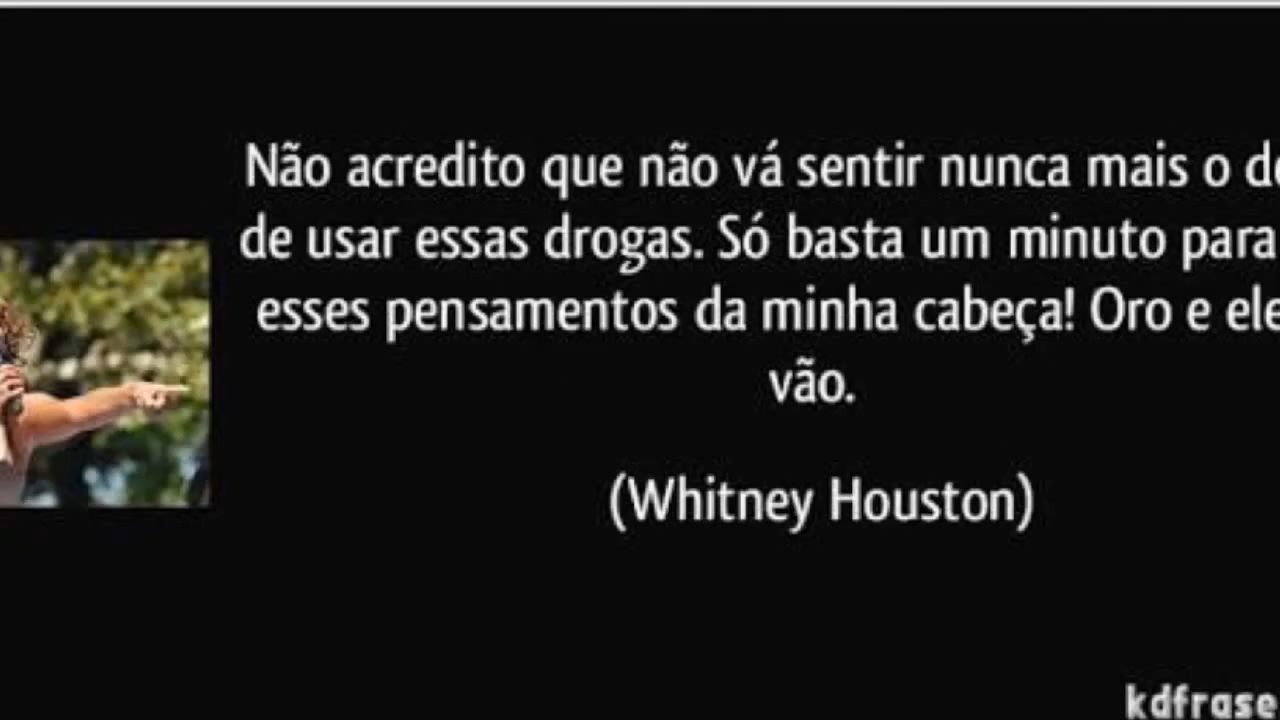 Não acredito que não vá sentir nunca mais o
de usar essas drogas. Só basta um minuto para
esses pensamentos da minha cabeça! Oro e
vão.
(Whitney Houston)
kdfrase